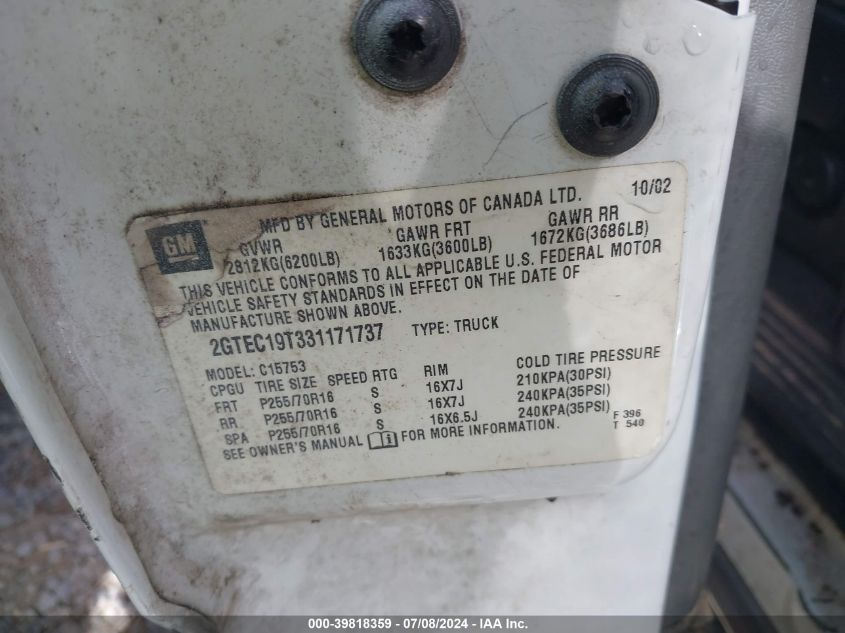 MFD BY GENERAL MOTORS OF CANADA LTD. 10/02
GM
GVWR GAWR FRT GAWR RR
2812KG(6200LB) 1633KG(3600LB) 1672KG(3686LB)
THIS VEHICLE CONFORMS TO ALL APPLICABLE U.S. FEDERAL MOTOR
VEHICLE SAFETY STANDARDS IN EFFECT ON THE DATE OF
MANUFACTURE SHOWN ABOVE.
2GTEC19T331171737 TYPE: TRUCK
MODEL: C15753
CPGU TIRE SIZE SPEED RTG RIM COLD TIRE PRESSURE
FRT P255/70R16 S 16X7J 210KPA(30PSI)
RR P255/70R16 S 16X7J 240KPA(35PSI)
SPA P255/70R16 S 16X6.5J 240KPA(35PSI)
SEE OWNER'S MANUAL FOR MORE INFORMATION.
F 396
T 540
000-39818359 - 07/08/2024 - IAA Inc.